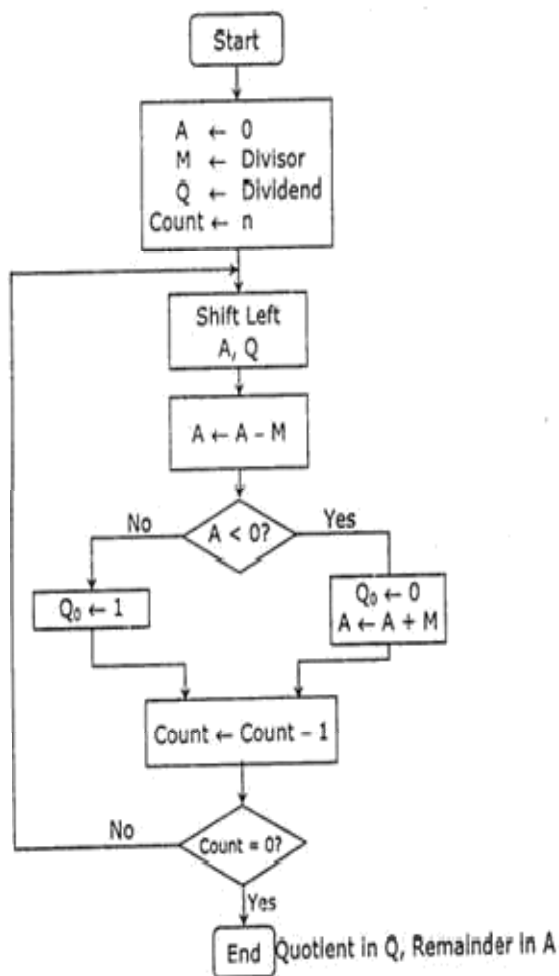 Start
A ← 0
M ← Divisor
Q ← Dividend
Count ← n
Shift Left
A, Q
A ← A – M
No
A < 0?
Yes
Q₀ ← 1
Q₀ ← 0
A ← A + M
Count ← Count – 1
No
Count = 0?
Yes
End
Quotient in Q, Remainder in A